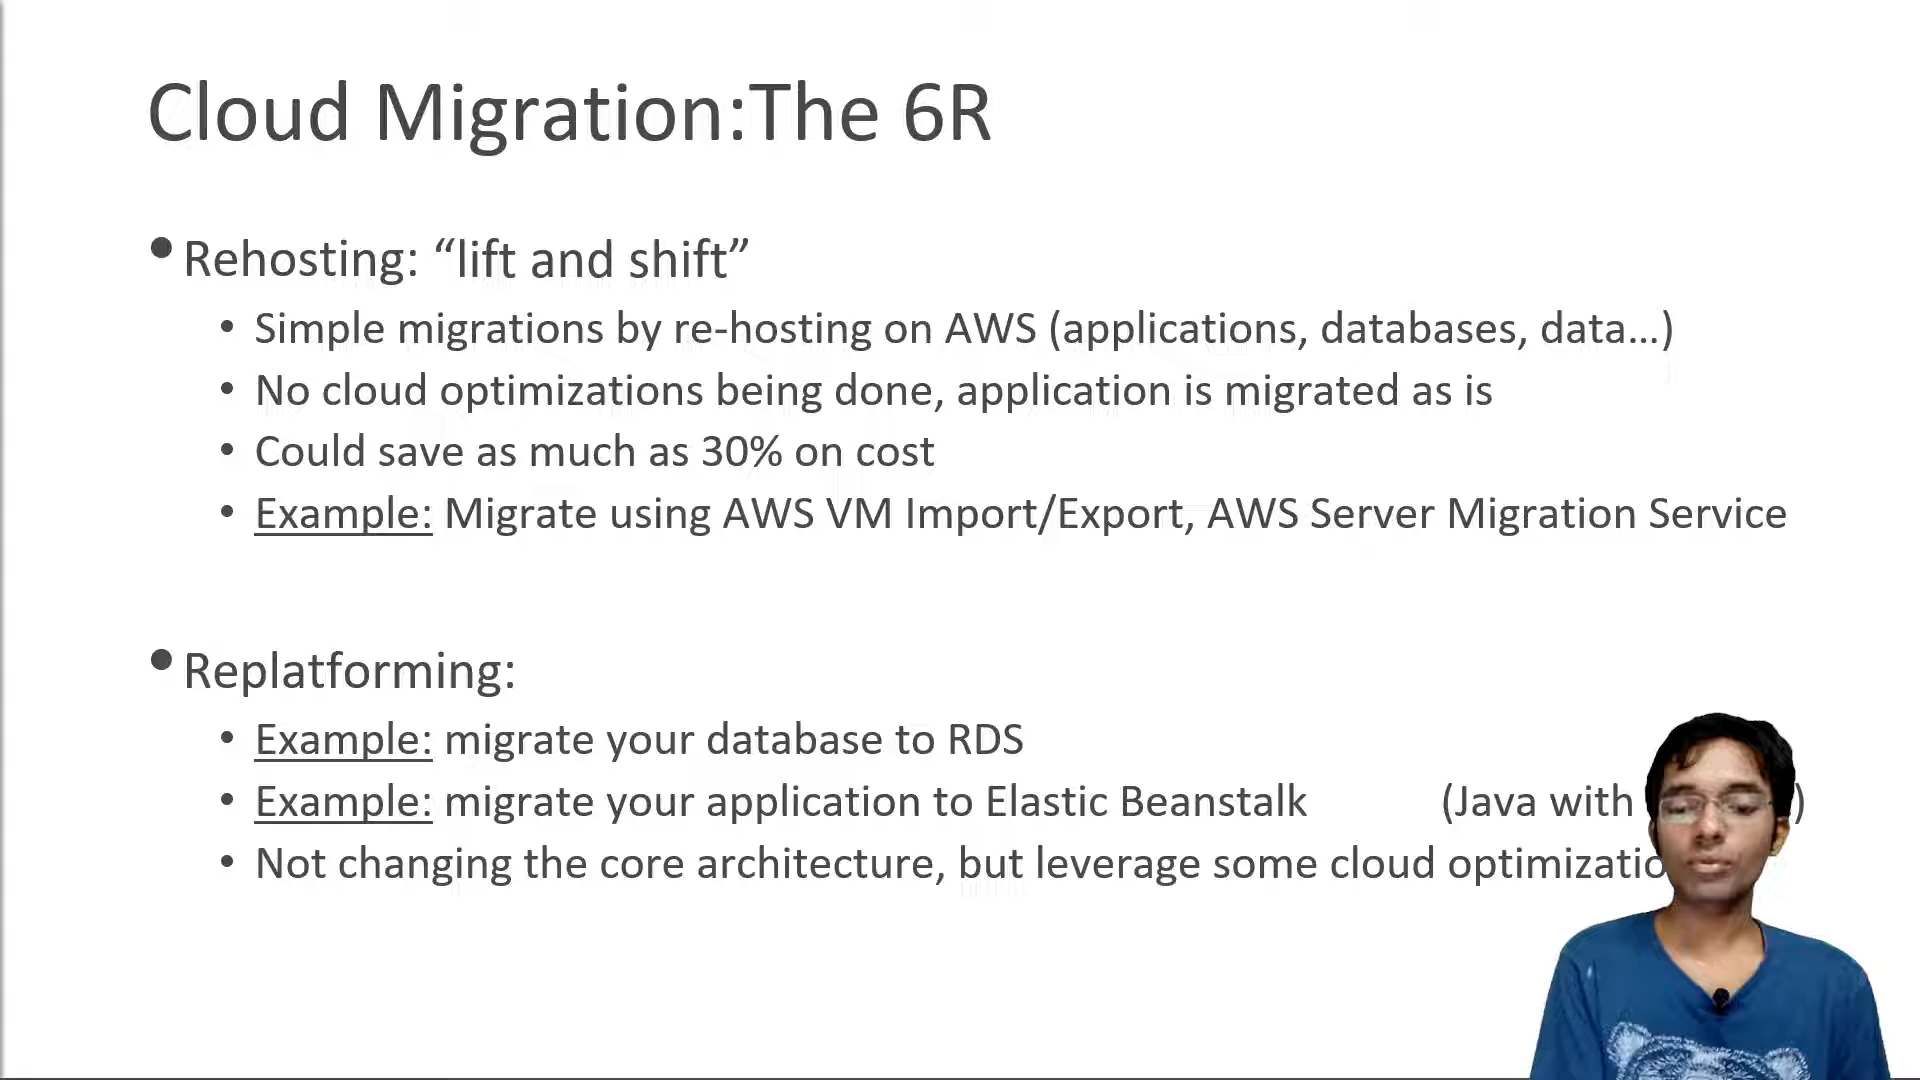 Cloud Migration:The 6R
• Rehosting: “lift and shift”
• Simple migrations by re-hosting on AWS (applications, databases, data…)
• No cloud optimizations being done, application is migrated as is
• Could save as much as 30% on cost
• Example: Migrate using AWS VM Import/Export, AWS Server Migration Service
• Replatforming:
• Example: migrate your database to RDS
• Example: migrate your application to Elastic Beanstalk (Java with )
• Not changing the core architecture, but leverage some cloud